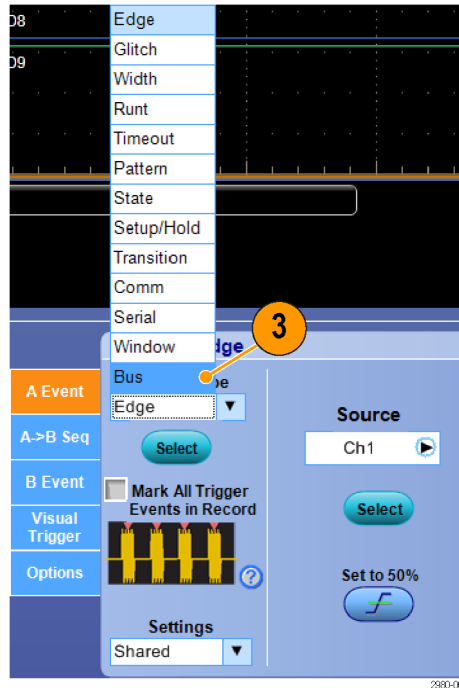 D8
D9
Edge
Glitch
Width
Runt
Timeout
Pattern
State
Setup/Hold
Transition
Comm
Serial
Window
Bus
3
A Event
A->B Seq
B Event
Visual
Trigger
Options
Edge
Select
Mark All Trigger
Events in Record
Settings
Shared
Source
Ch1
Select
Set to 50%